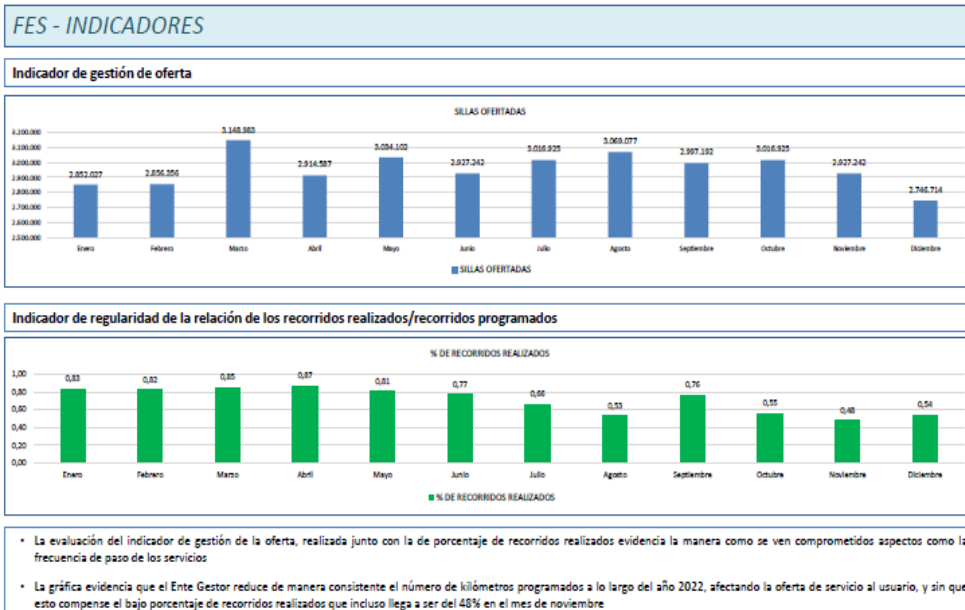 FES - INDICADORES
Indicador de gestión de oferta
SILLAS OFERTADAS
3.200.000
3.100.000
3.000.000
2.900.000
2.800.000
2.700.000
2.600.000
2.500.000
2.852.027 2.856.356 3.148.983 2.914.587 3.034.102 2.927.242 3.016.925 3.069.077 2.997.192 3.016.925 2.927.242 2.746.714
Enero Febrero Marzo Abril Mayo Junio Julio Agosto Septiembre Octubre Noviembre Diciembre
SILLAS OFERTADAS
Indicador de regularidad de la relación de los recorridos realizados/recorridos programados
% DE RECORRIDOS REALIZADOS
1,00
0,80
0,60
0,40
0,20
0,00
0,83 0,82 0,85 0,87 0,81 0,77 0,66 0,53 0,76 0,55 0,48 0,54
Enero Febrero Marzo Abril Mayo Junio Julio Agosto Septiembre Octubre Noviembre Diciembre
% DE RECORRIDOS REALIZADOS
• La evaluación del indicador de gestión de la oferta, realizada junto con la de porcentaje de recorridos realizados evidencia la manera como se ven comprometidos aspectos como la
frecuencia de paso de los servicios
• La gráfica evidencia que el Ente Gestor reduce de manera consistente el número de kilómetros programados a lo largo del año 2022, afectando la oferta de servicio al usuario, y sin que
esto compense el bajo porcentaje de recorridos realizados que incluso llega a ser del 48% en el mes de noviembre